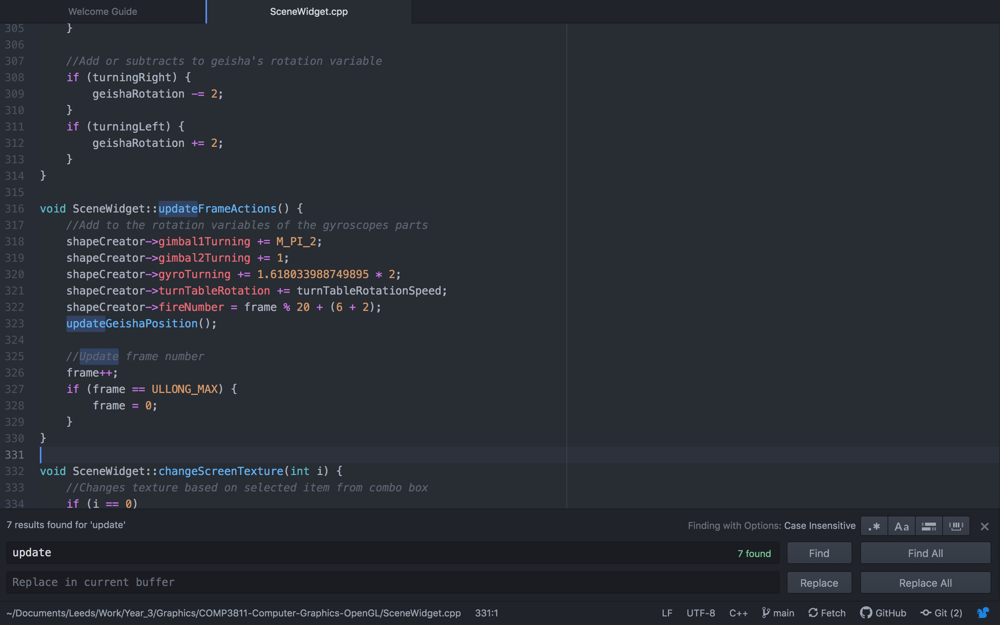 Welcome Guide
SceneWidget.cpp
305     }
306
307     //Add or subtracts to geisha's rotation variable
308     if (turningRight) {
309         geishaRotation -= 2;
310     }
311     if (turningLeft) {
312         geishaRotation += 2;
313     }
314 }
315
316 void SceneWidget::updateFrameActions() {
317     //Add to the rotation variables of the gyroscopes parts
318     shapeCreator->gimbal1Turning += M_PI_2;
319     shapeCreator->gimbal2Turning += 1;
320     shapeCreator->gyroTurning += 1.618033988749895 * 2;
321     shapeCreator->turnTableRotation += turnTableRotationSpeed;
322     shapeCreator->fireNumber = frame % 20 + (6 + 2);
323     updateGeishaPosition();
324
325     //Update frame number
326     frame++;
327     if (frame == ULLONG_MAX) {
328         frame = 0;
329     }
330 }
331
332 void SceneWidget::changeScreenTexture(int i) {
333     //Changes texture based on selected item from combo box
334     if (i == 0)
7 results found for 'update'
Finding with Options: Case Insensitive
.* Aa
update
7 found
Find
Find All
Replace in current buffer
Replace
Replace All
~/Documents/Leeds/Work/Year_3/Graphics/COMP3811-Computer-Graphics-OpenGL/SceneWidget.cpp 331:1
LF UTF-8 C++ main Fetch GitHub Git (2)